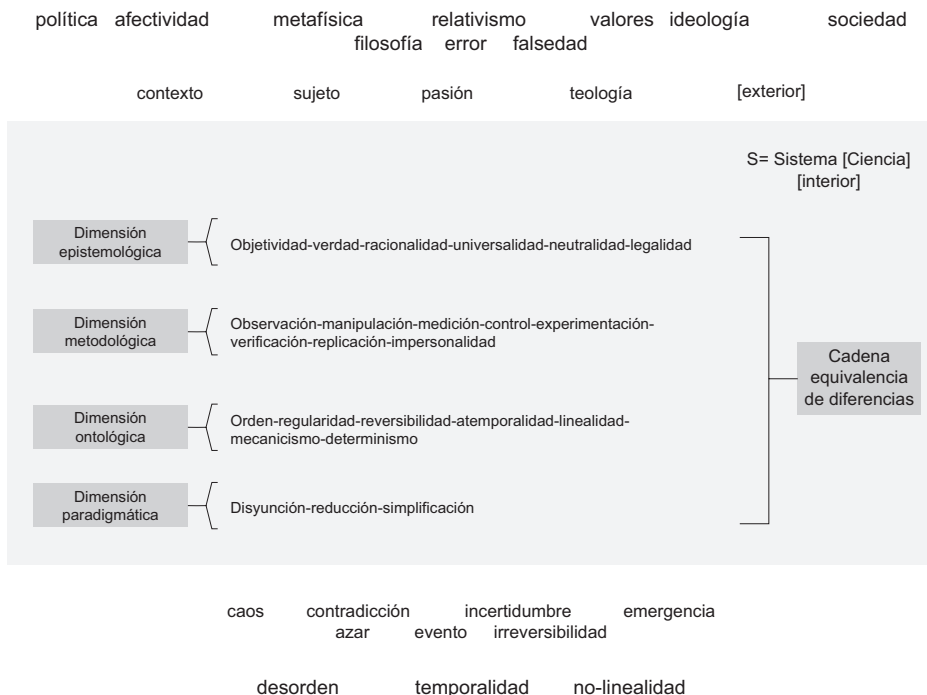 política afectividad metafísica relativismo valores ideología sociedad
filosofía error falsedad
contexto sujeto pasión teología [exterior]
S= Sistema [Ciencia]
[interior]
Dimensión
epistemológica
Objetividad-verdad-racionalidad-universalidad-neutralidad-legalidad
Dimensión
metodológica
Observación-manipulación-medición-control-experimentación-
verificación-replicación-impersonalidad
Cadena
equivalencia
de diferencias
Dimensión
ontológica
Orden-regularidad-reversibilidad-atemporalidad-linealidad-
mecanicismo-determinismo
Dimensión
paradigmática
Disyunción-reducción-simplificación
caos contradicción incertidumbre emergencia
azar evento irreversibilidad
desorden temporalidad no-linealidad